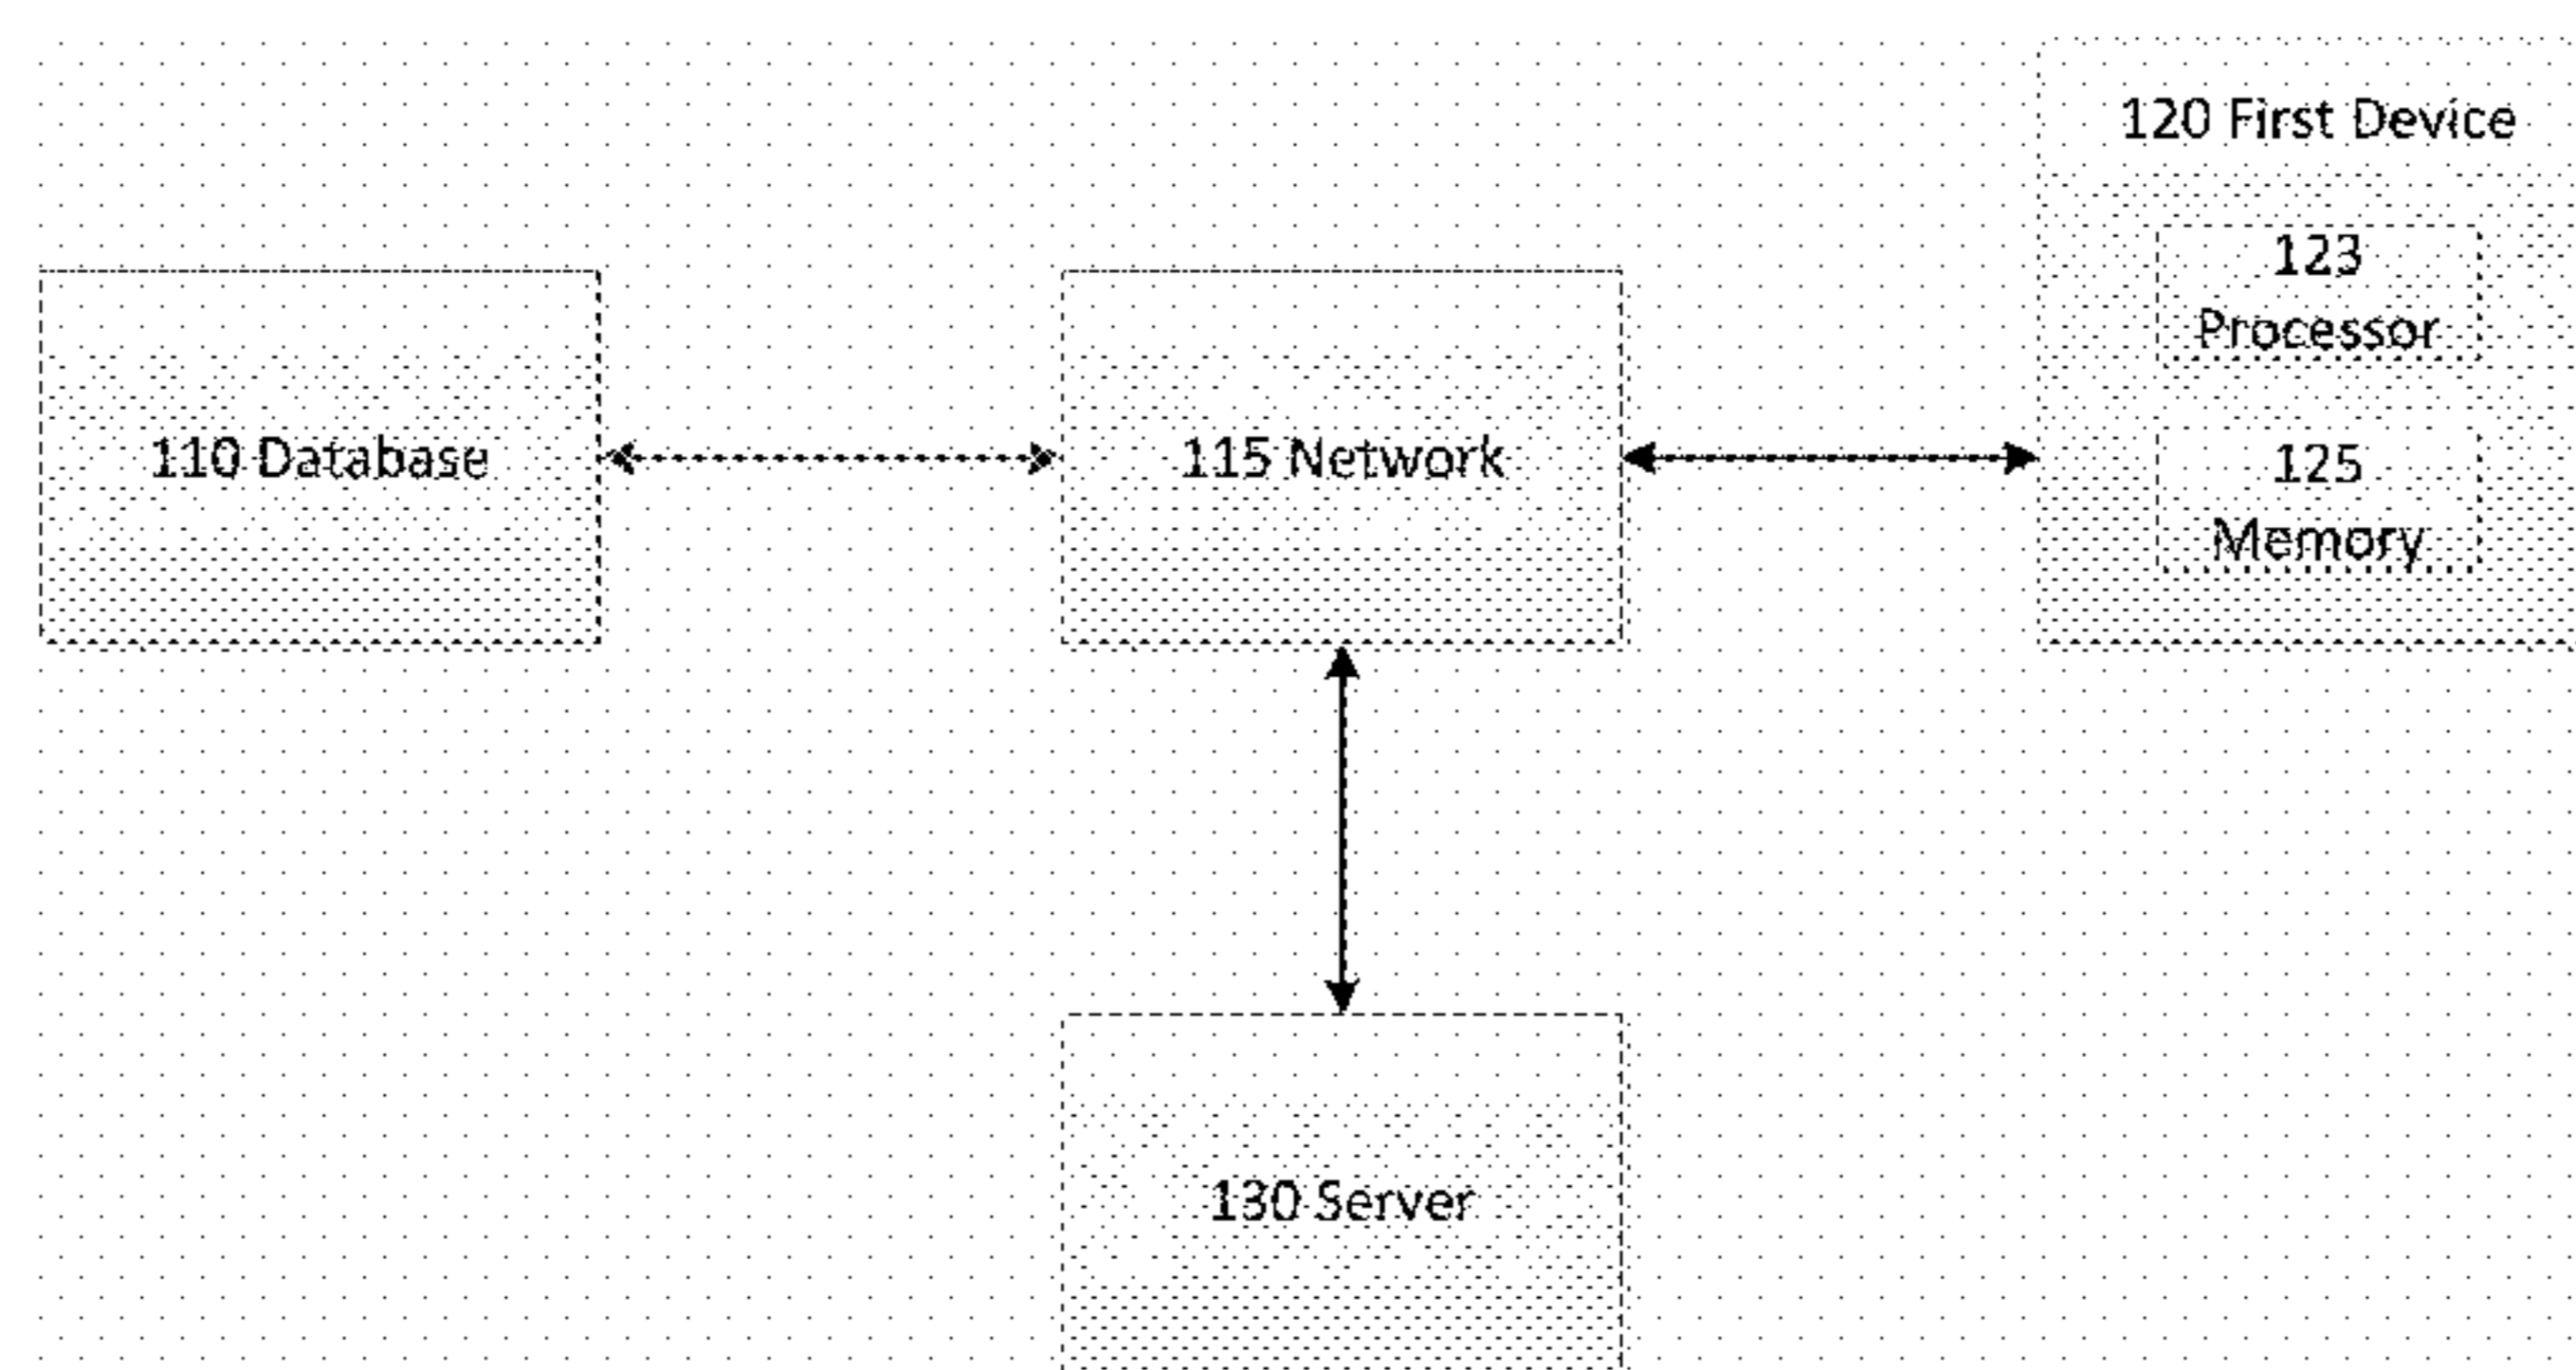 120 First Device
123
Processor
110 Database
115 Network
125
Memory
130 Server